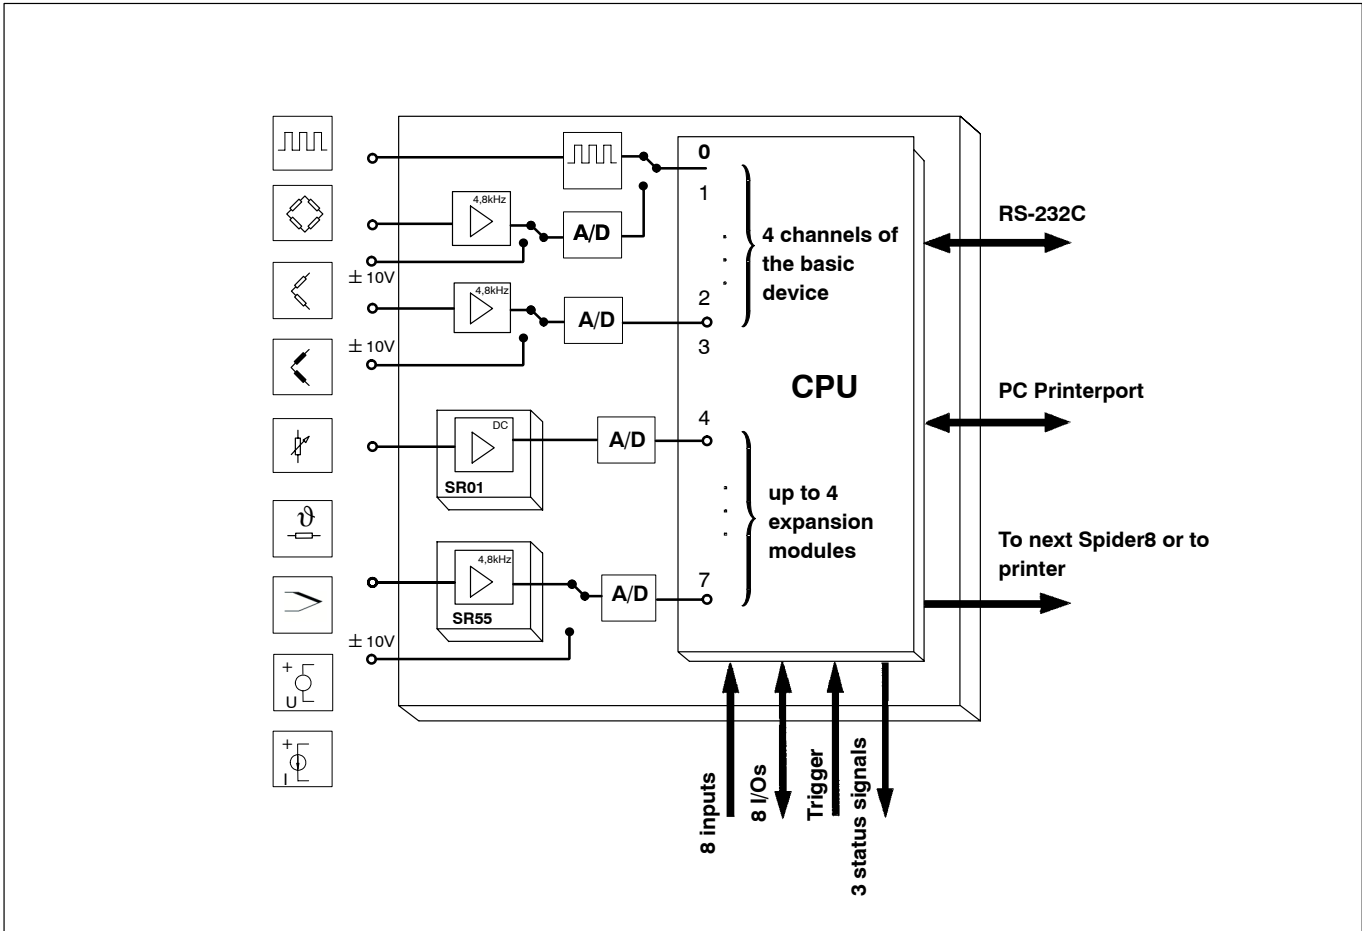 0
1
4,8kHz
A/D
± 10V
4 channels of
the basic
device
RS-232C
4,8kHz
A/D
2
3
± 10V
CPU
PC Printerport
DC
SR01
A/D
4
up to 4
expansion
modules
ϑ
4,8kHz
SR55
A/D
7
± 10V
To next Spider8 or to
printer
+
U
+
I
8 inputs
8 I/Os
Trigger
3 status signals